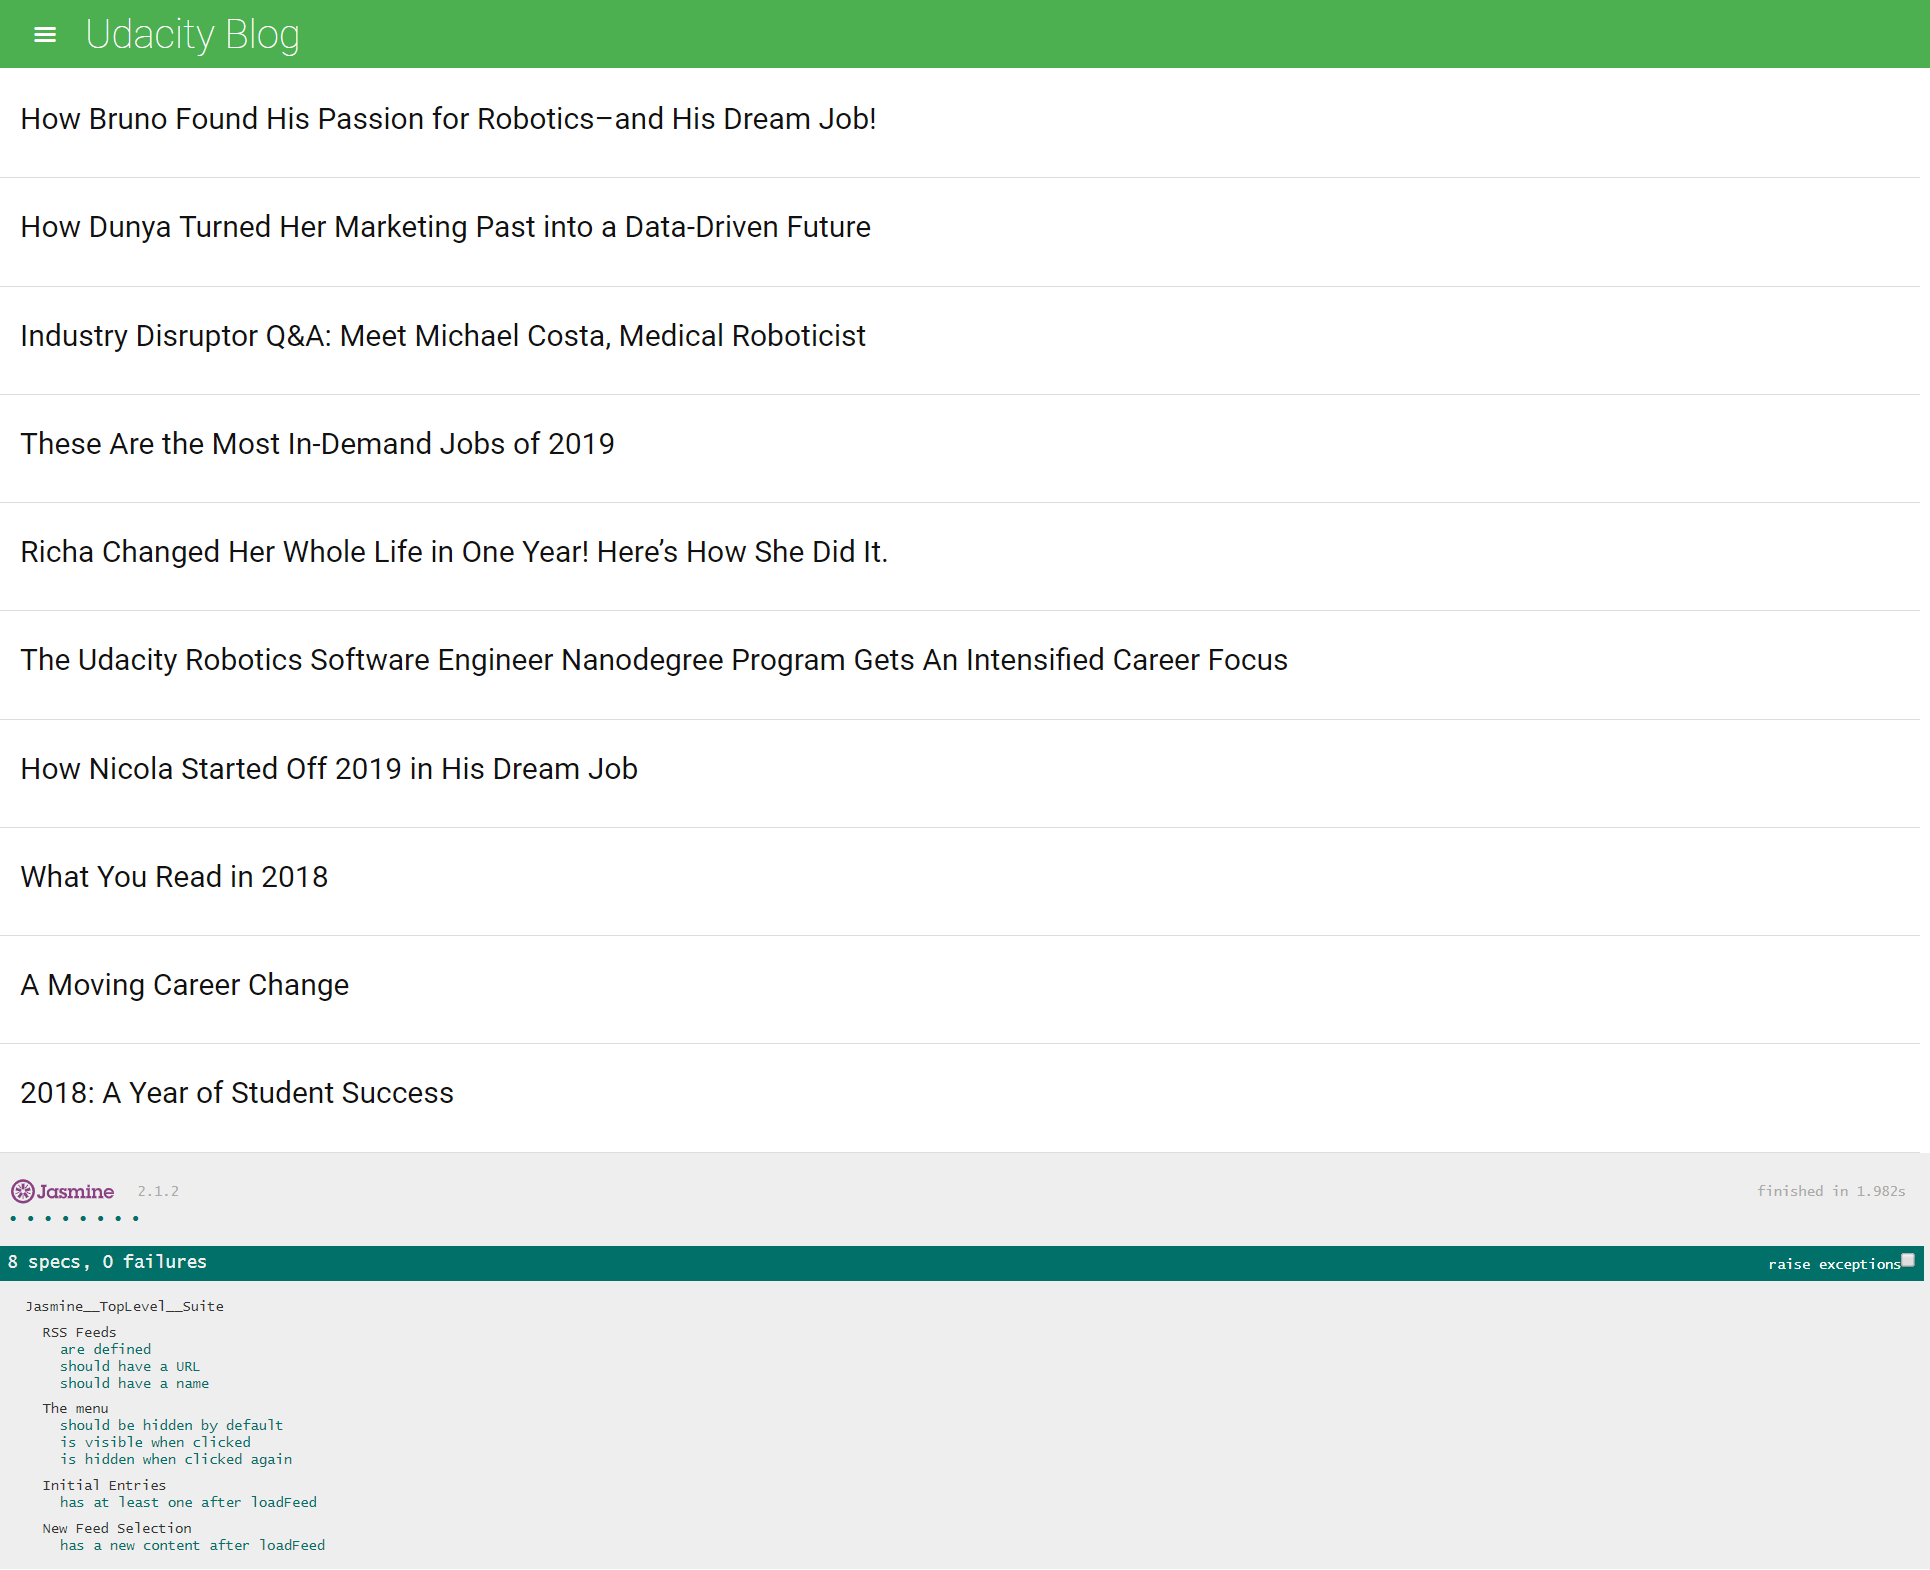 Udacity Blog
How Bruno Found His Passion for Robotics–and His Dream Job!
How Dunya Turned Her Marketing Past into a Data-Driven Future
Industry Disruptor Q&A: Meet Michael Costa, Medical Roboticist
These Are the Most In-Demand Jobs of 2019
Richa Changed Her Whole Life in One Year! Here’s How She Did It.
The Udacity Robotics Software Engineer Nanodegree Program Gets An Intensified Career Focus
How Nicola Started Off 2019 in His Dream Job
What You Read in 2018
A Moving Career Change
2018: A Year of Student Success
Jasmine 2.1.2 finished in 1.982s
8 specs, 0 failures raise exceptions
Jasmine__TopLevel__Suite
RSS Feeds
are defined
should have a URL
should have a name
The menu
should be hidden by default
is visible when clicked
is hidden when clicked again
Initial Entries
has at least one after loadFeed
New Feed Selection
has a new content after loadFeed